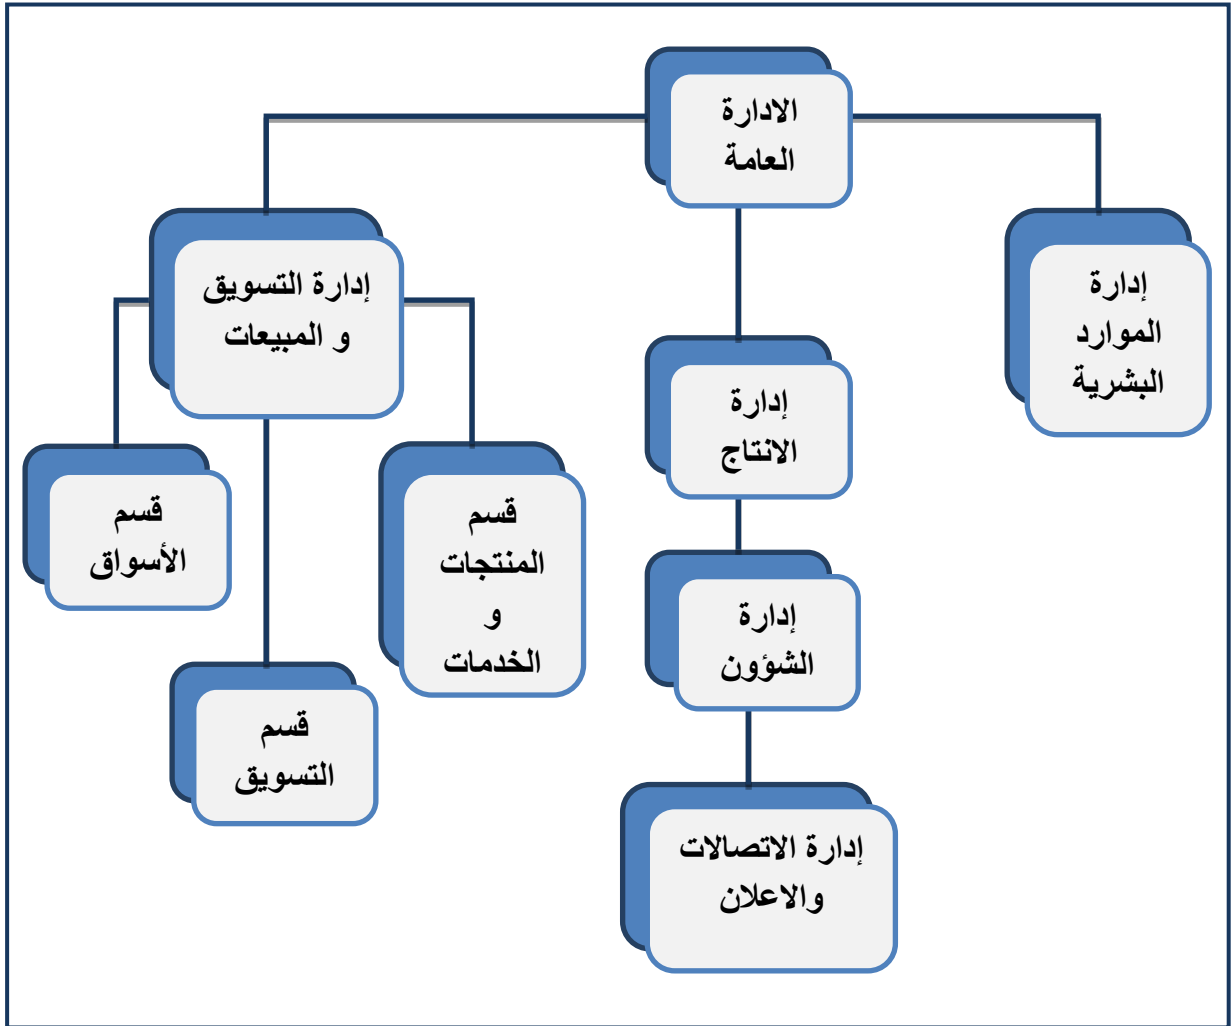 الادارة
العامة
إدارة
الموارد
البشرية
إدارة التسويق
و المبيعات
إدارة
الانتاج
قسم
المنتجات
و
الخدمات
قسم
الأسواق
إدارة
الشؤون
قسم
التسويق
إدارة الاتصالات
والاعلان